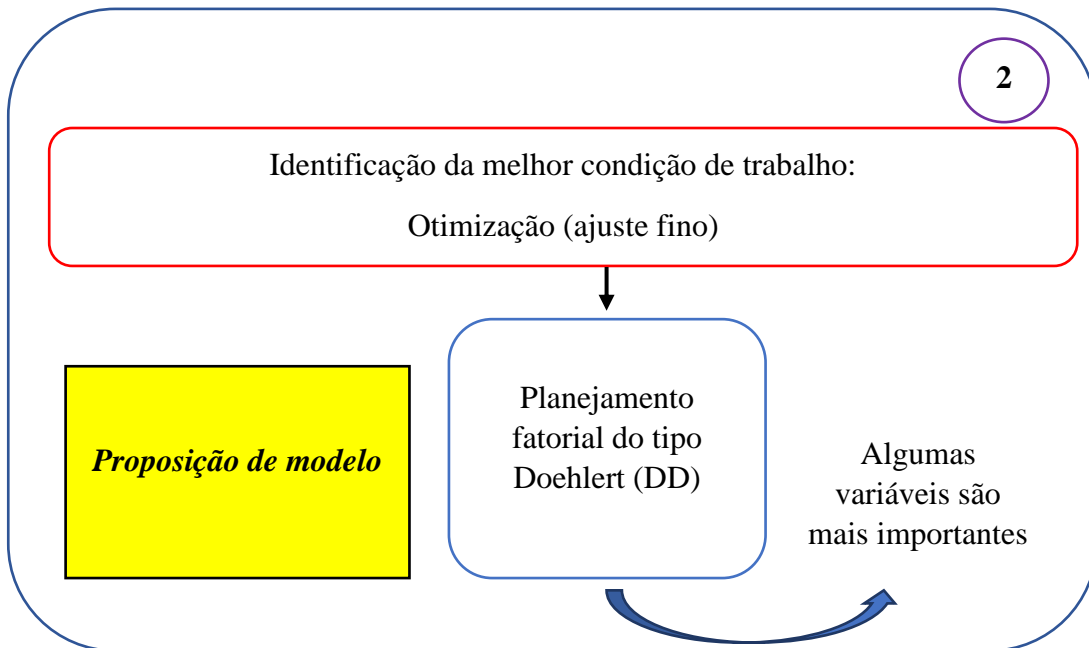 2
Identificação da melhor condição de trabalho:
Otimização (ajuste fino)
Proposição de modelo
Planejamento
fatorial do tipo
Doehlert (DD)
Algumas
variáveis são
mais importantes